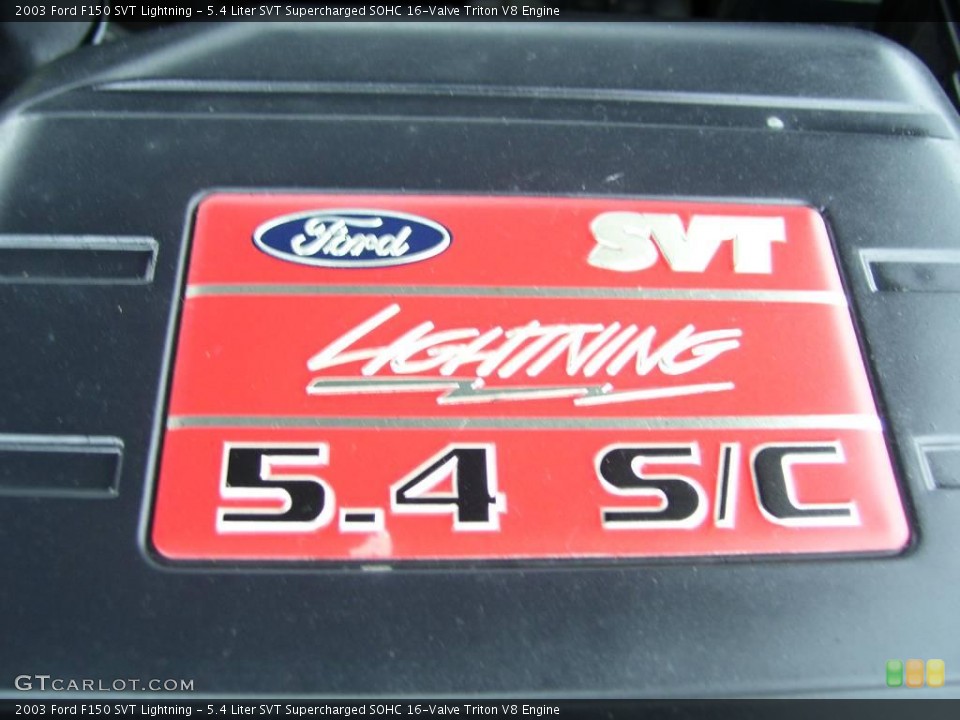 2003 Ford F150 SVT Lightning – 5.4 Liter SVT Supercharged SOHC 16-Valve Triton V8 Engine
Ford SVT
LIGHTNING
5.4 S/C
GTCARLOT.COM
2003 Ford F150 SVT Lightning – 5.4 Liter SVT Supercharged SOHC 16-Valve Triton V8 Engine